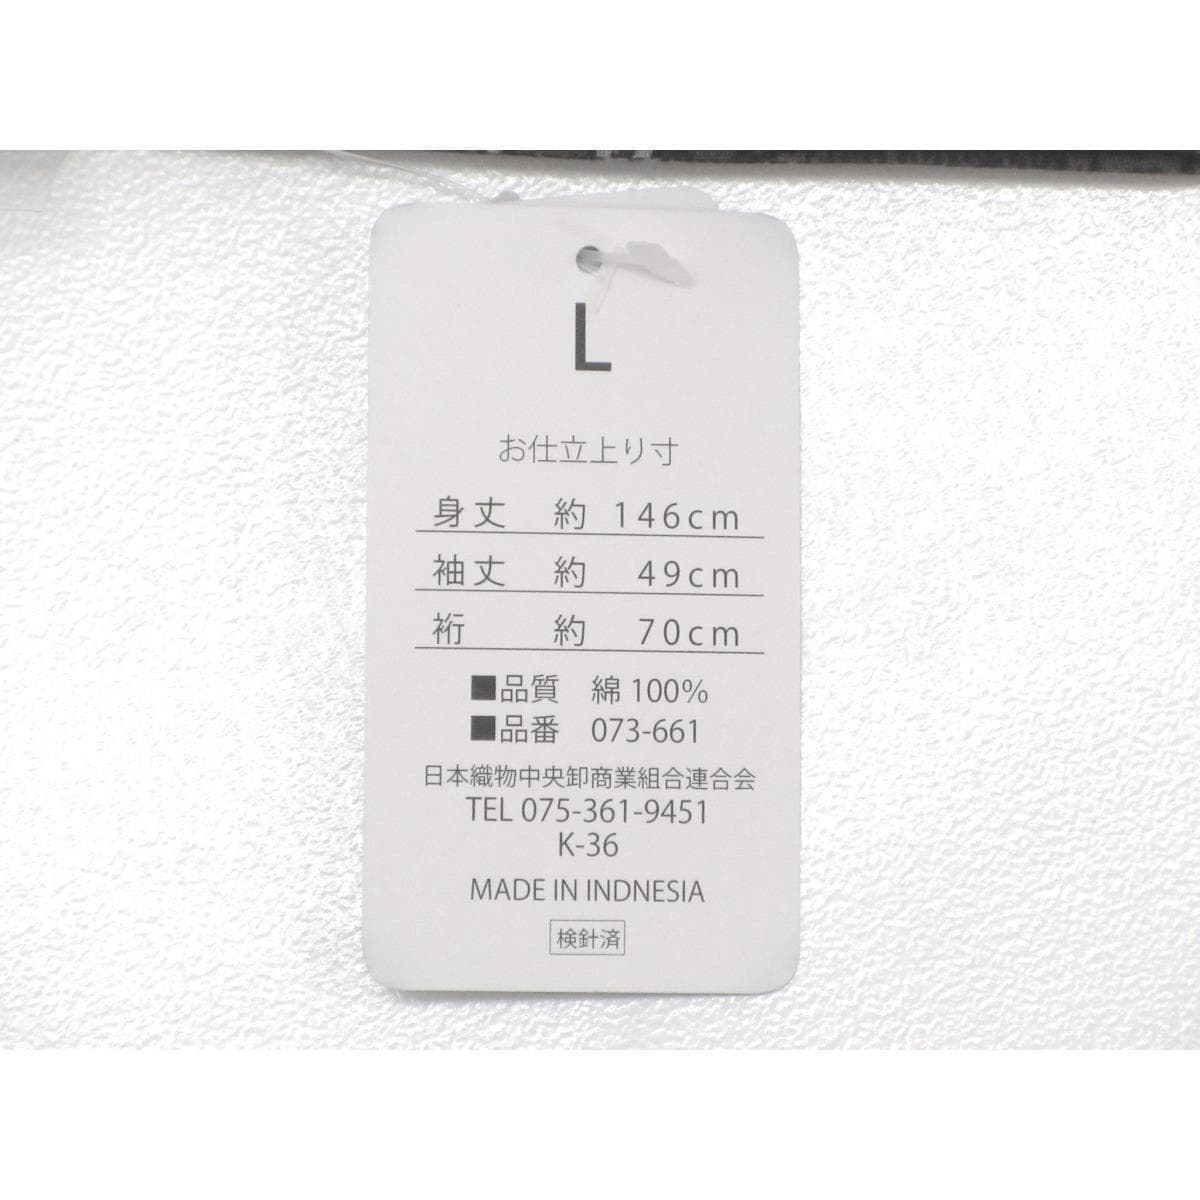 L
お仕立上り寸
身丈 約 146cm
袖丈 約 49cm
裄 約 70cm
■品質 綿 100%
■品番 073-661
日本織物中央卸商業組合連合会
TEL 075-361-9451
K-36
MADE IN INDNESIA
検針済